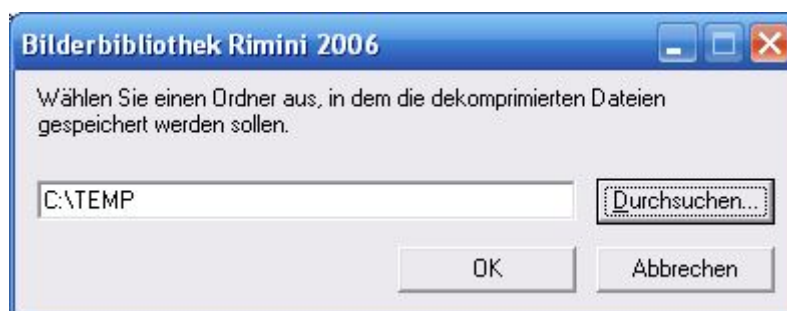 Bilderbibliothek Rimini 2006
Wählen Sie einen Ordner aus, in dem die dekomprimierten Dateien
gespeichert werden sollen.
C:\TEMP
Durchsuchen...
OK
Abbrechen